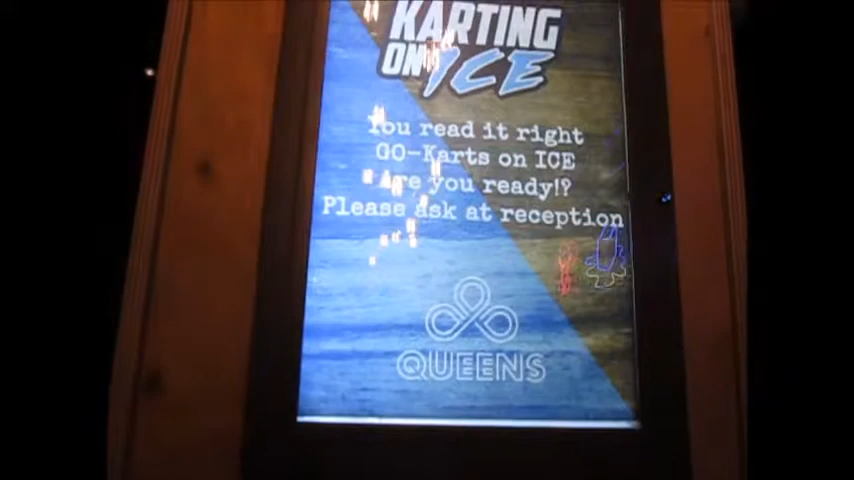 KARTING
ON ICE
You read it right
GO-Karts on ICE
Are you ready!?
Please ask at reception
QUEENS